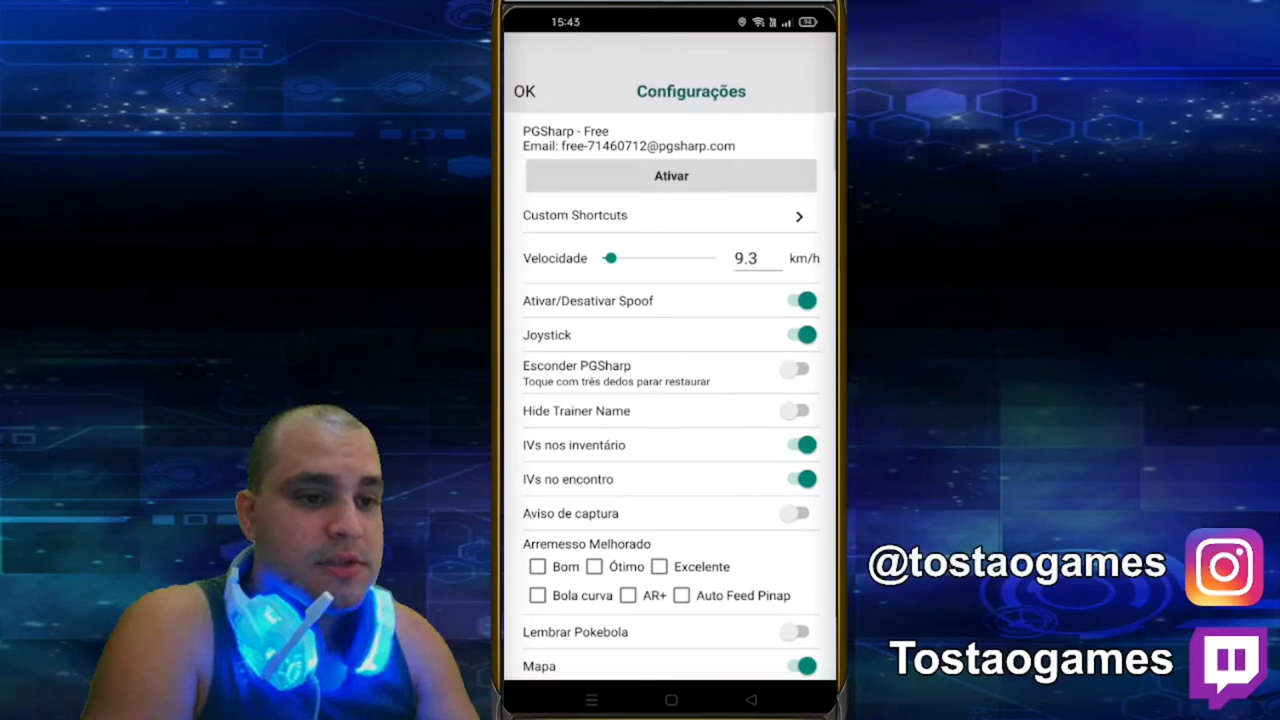 15:43
OK
Configurações
PGSharp - Free
Email: free-71460712@pgsharp.com
Ativar
Custom Shortcuts
Velocidade 9.3 km/h
Ativar/Desativar Spoof
Joystick
Esconder PGSharp
Toque com três dedos parar restaurar
Hide Trainer Name
IVs nos inventário
IVs no encontro
Aviso de captura
Arremesso Melhorado
Bom Ótimo Excelente
Bola curva AR+ Auto Feed Pinap
Lembrar Pokebola
Mapa
@tostaogames
Tostaogames